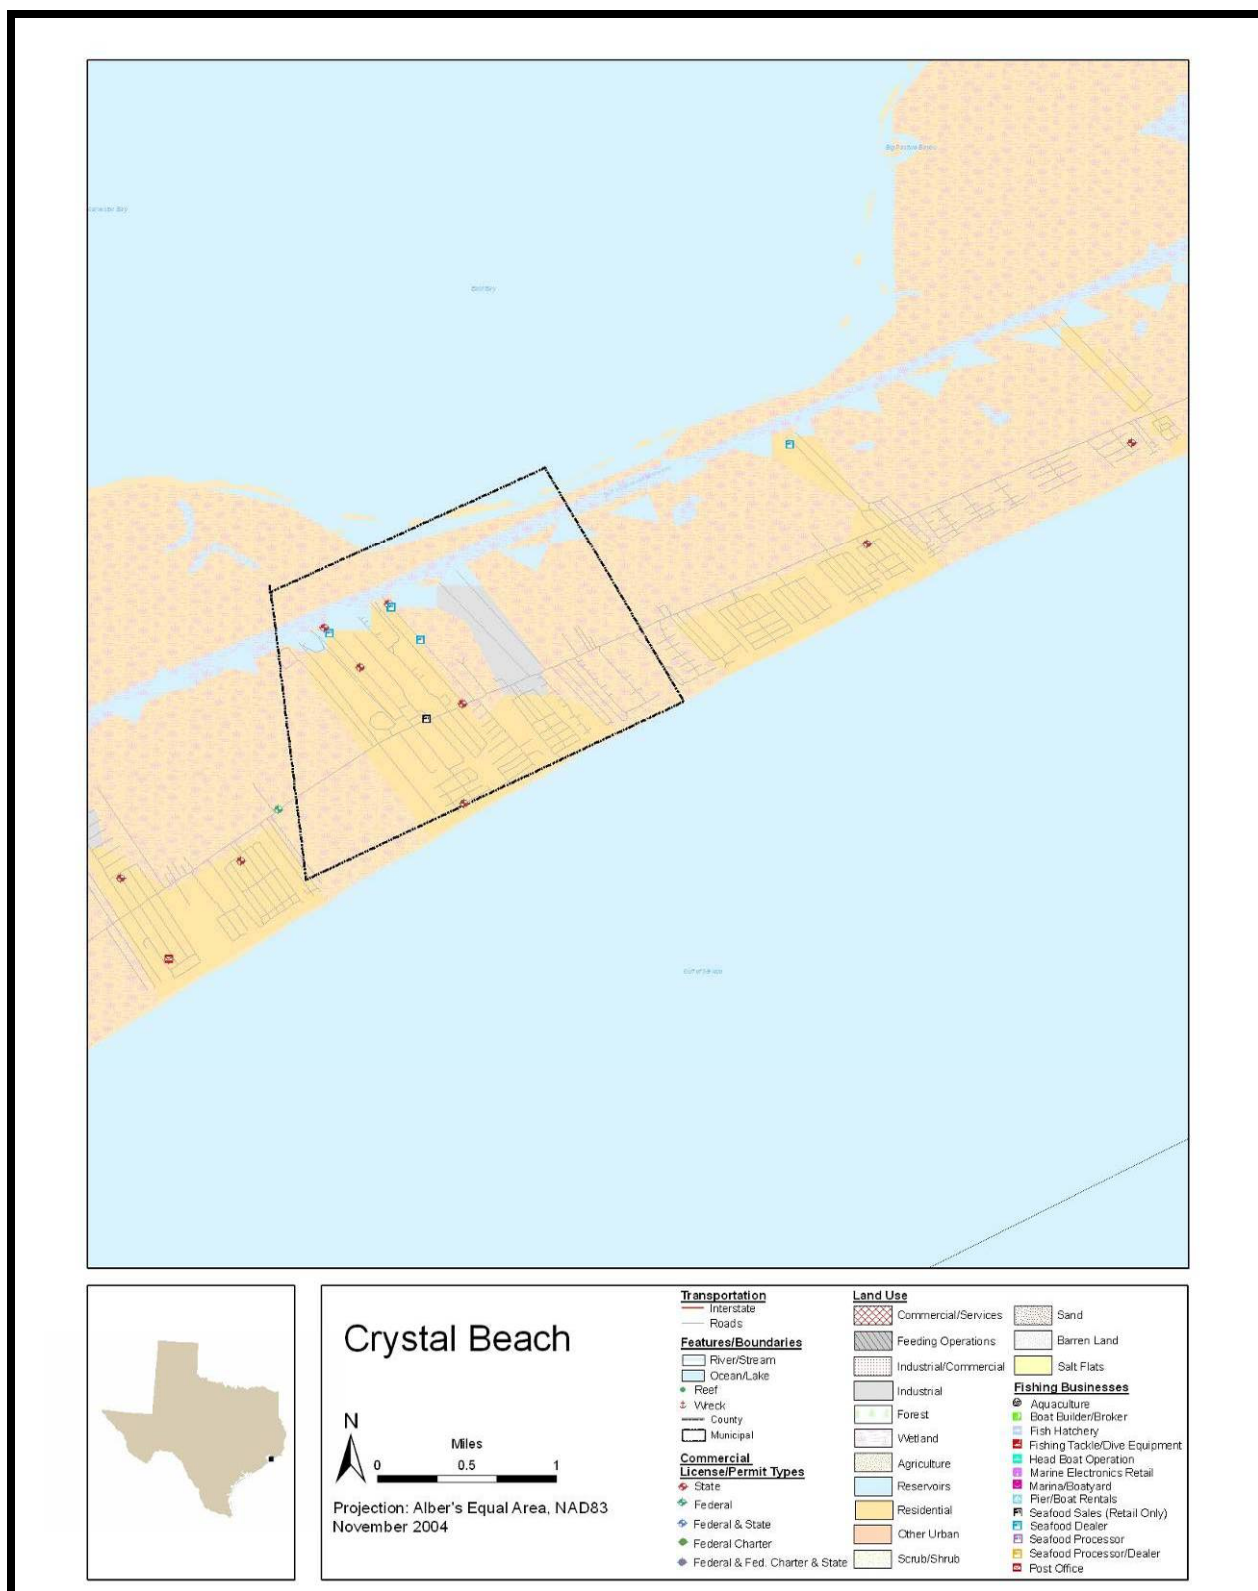 East Bay
Gulf of Mexico
Crystal Beach
N
Miles
0 0.5 1
Projection: Alber's Equal Area, NAD83
November 2004
Transportation
Interstate
Roads
Features/Boundaries
River/Stream
Ocean/Lake
Reef
Wreck
County
Municipal
Commercial
License/Permit Types
State
Federal
Federal & State
Federal Charter
Federal & Fed. Charter & State
Land Use
Commercial/Services
Feeding Operations
Industrial/Commercial
Industrial
Forest
Wetland
Agriculture
Reservoirs
Residential
Other Urban
Scrub/Shrub
Sand
Barren Land
Salt Flats
Fishing Businesses
Aquaculture
Boat Builder/Broker
Fish Hatchery
Fishing Tackle/Dive Equipment
Head Boat Operation
Marine Electronics Retail
Marina/Boatyard
Pier/Boat Rentals
Seafood Sales (Retail Only)
Seafood Dealer
Seafood Processor
Seafood Processor/Dealer
Post Office